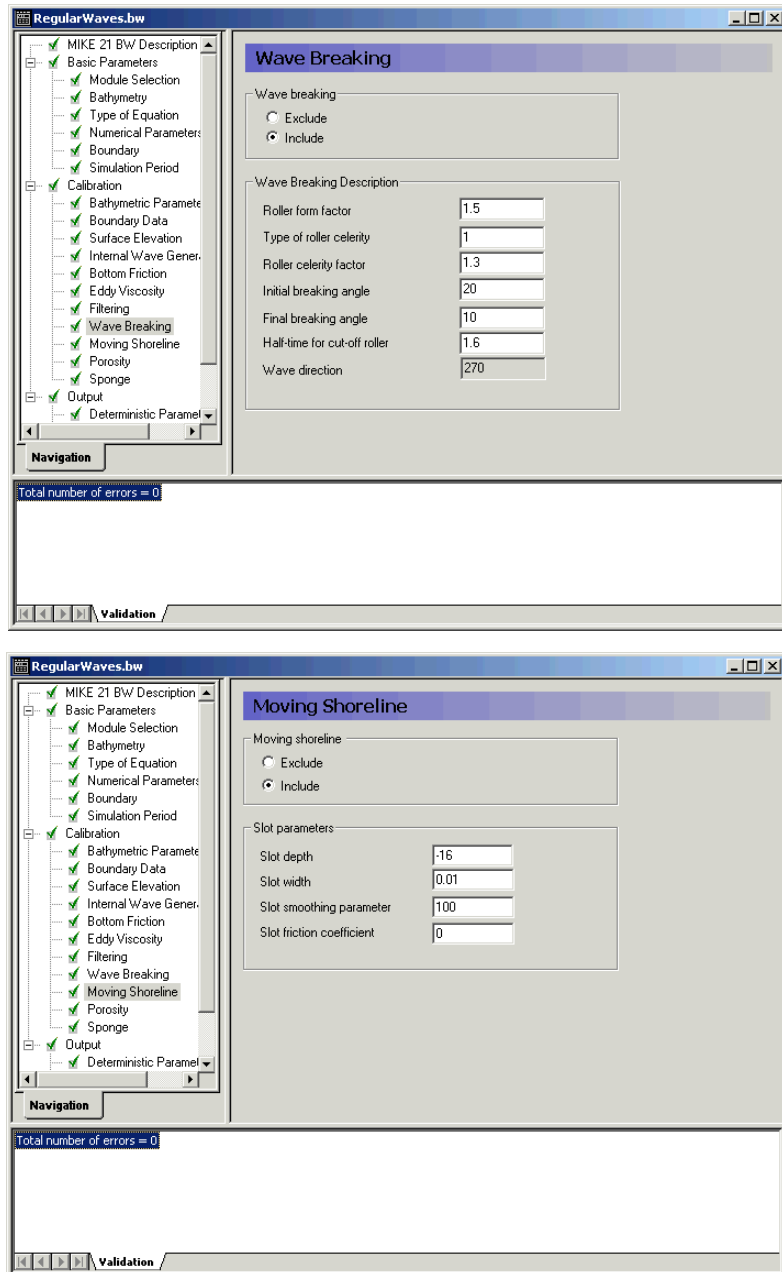 RegularWaves.bw
MIKE 21 BW Description
Basic Parameters
Module Selection
Bathymetry
Type of Equation
Numerical Parameters
Boundary
Simulation Period
Calibration
Bathymetric Paramete
Boundary Data
Surface Elevation
Internal Wave Gener
Bottom Friction
Eddy Viscosity
Filtering
Wave Breaking
Moving Shoreline
Porosity
Sponge
Output
Deterministic Paramet
Navigation
Wave Breaking
Wave breaking
Exclude
Include
Wave Breaking Description
Roller form factor 1.5
Type of roller celerity 1
Roller celerity factor 1.3
Initial breaking angle 20
Final breaking angle 10
Half-time for cut-off roller 1.6
Wave direction 270
Total number of errors = 0
Validation
RegularWaves.bw
MIKE 21 BW Description
Basic Parameters
Module Selection
Bathymetry
Type of Equation
Numerical Parameters
Boundary
Simulation Period
Calibration
Bathymetric Paramete
Boundary Data
Surface Elevation
Internal Wave Gener
Bottom Friction
Eddy Viscosity
Filtering
Wave Breaking
Moving Shoreline
Porosity
Sponge
Output
Deterministic Paramet
Navigation
Moving Shoreline
Moving shoreline
Exclude
Include
Slot parameters
Slot depth -16
Slot width 0.01
Slot smoothing parameter 100
Slot friction coefficient 0
Total number of errors = 0
Validation